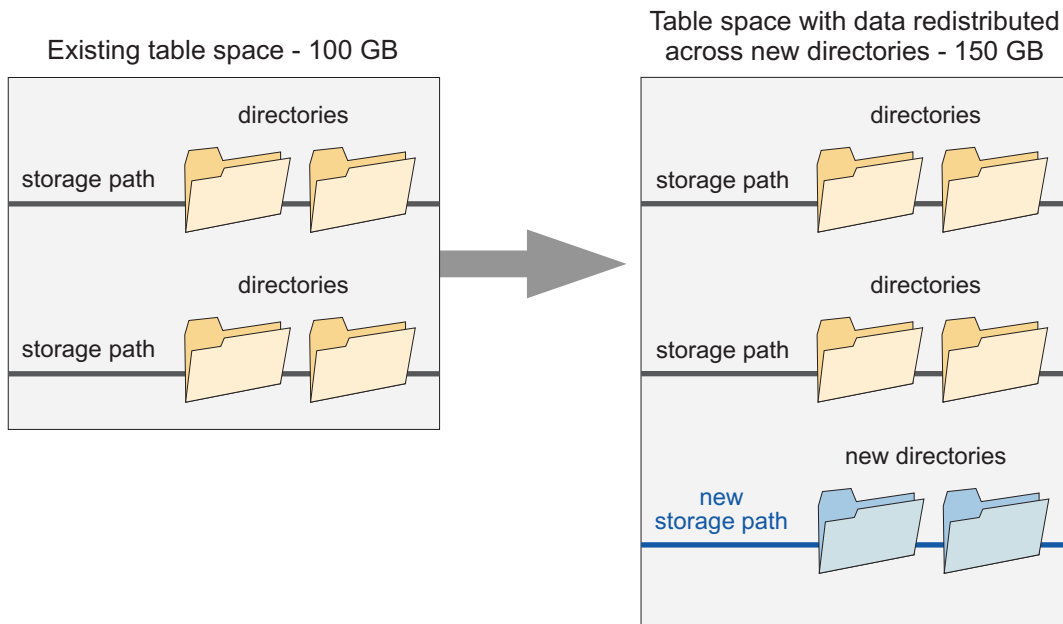 Existing table space - 100 GB
directories
storage path
directories
storage path
Table space with data redistributed
across new directories - 150 GB
directories
storage path
directories
storage path
new directories
new
storage path